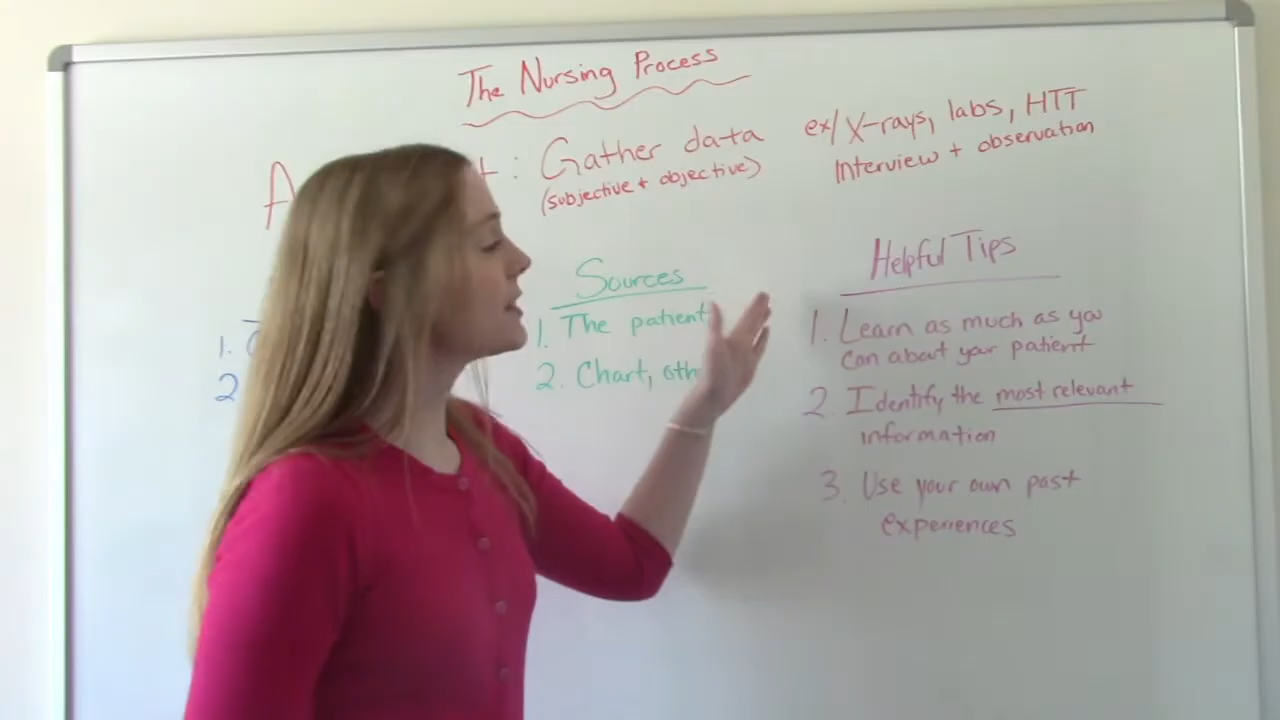 The Nursing Process
: Gather data
(subjective + objective)
ex/ X-rays, labs, HTT
Interview + observation
1.
2
Sources
1. The patient
2. Chart, oth
Helpful Tips
1. Learn as much as you
can about your patient
2. Identify the most relevant
information
3. Use your own past
experiences